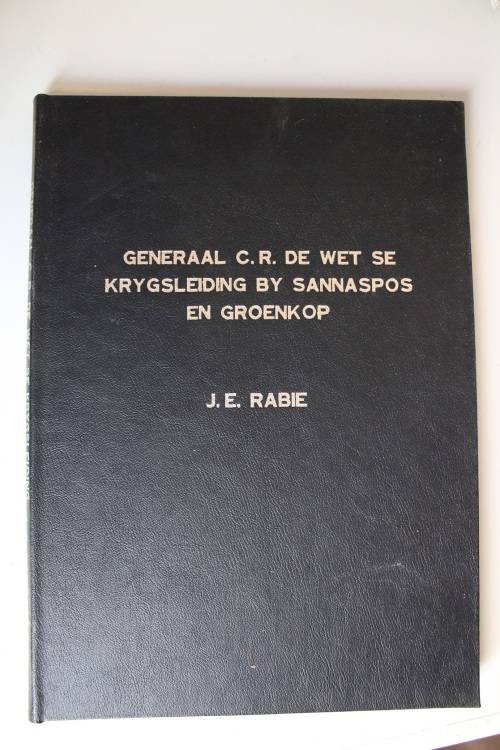 GENERAAL C.R. DE WET SE
KRYGSLEIDING BY SANNASPOS
EN GROENKOP
J.E. RABIE